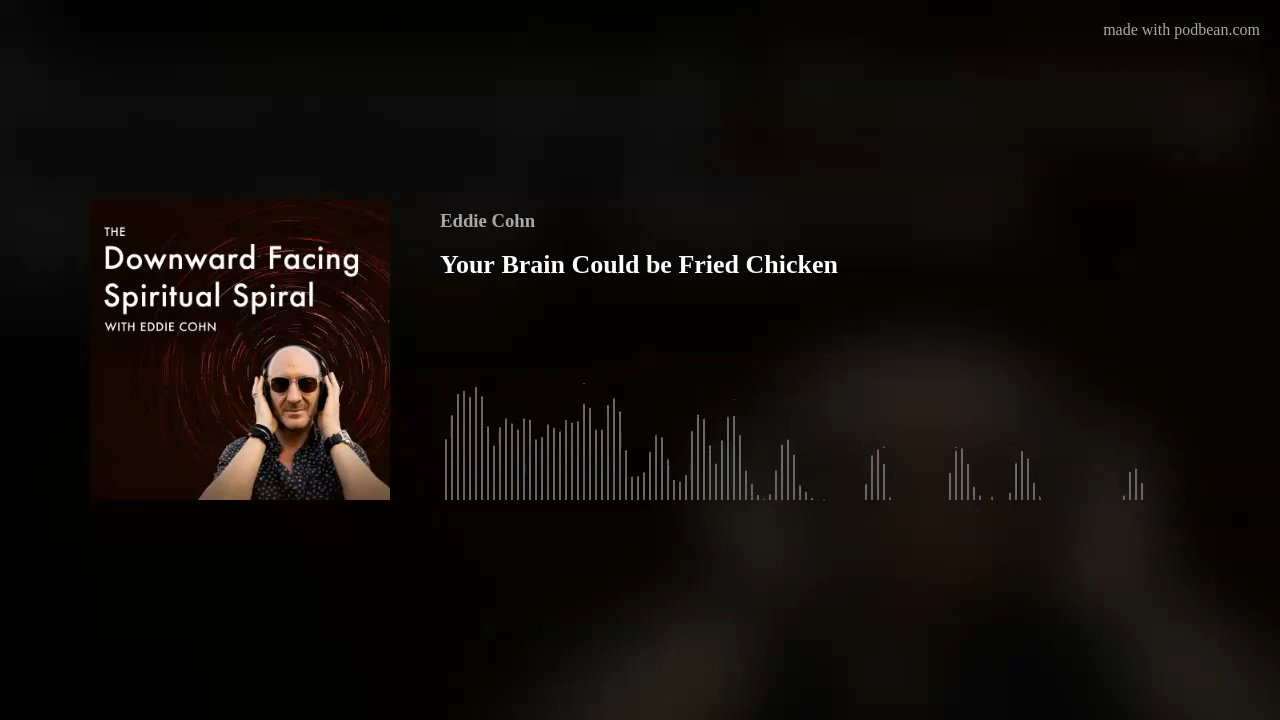 made with podbean.com
THE
Downward Facing
Spiritual Spiral
WITH EDDIE COHN
Eddie Cohn
Your Brain Could be Fried Chicken